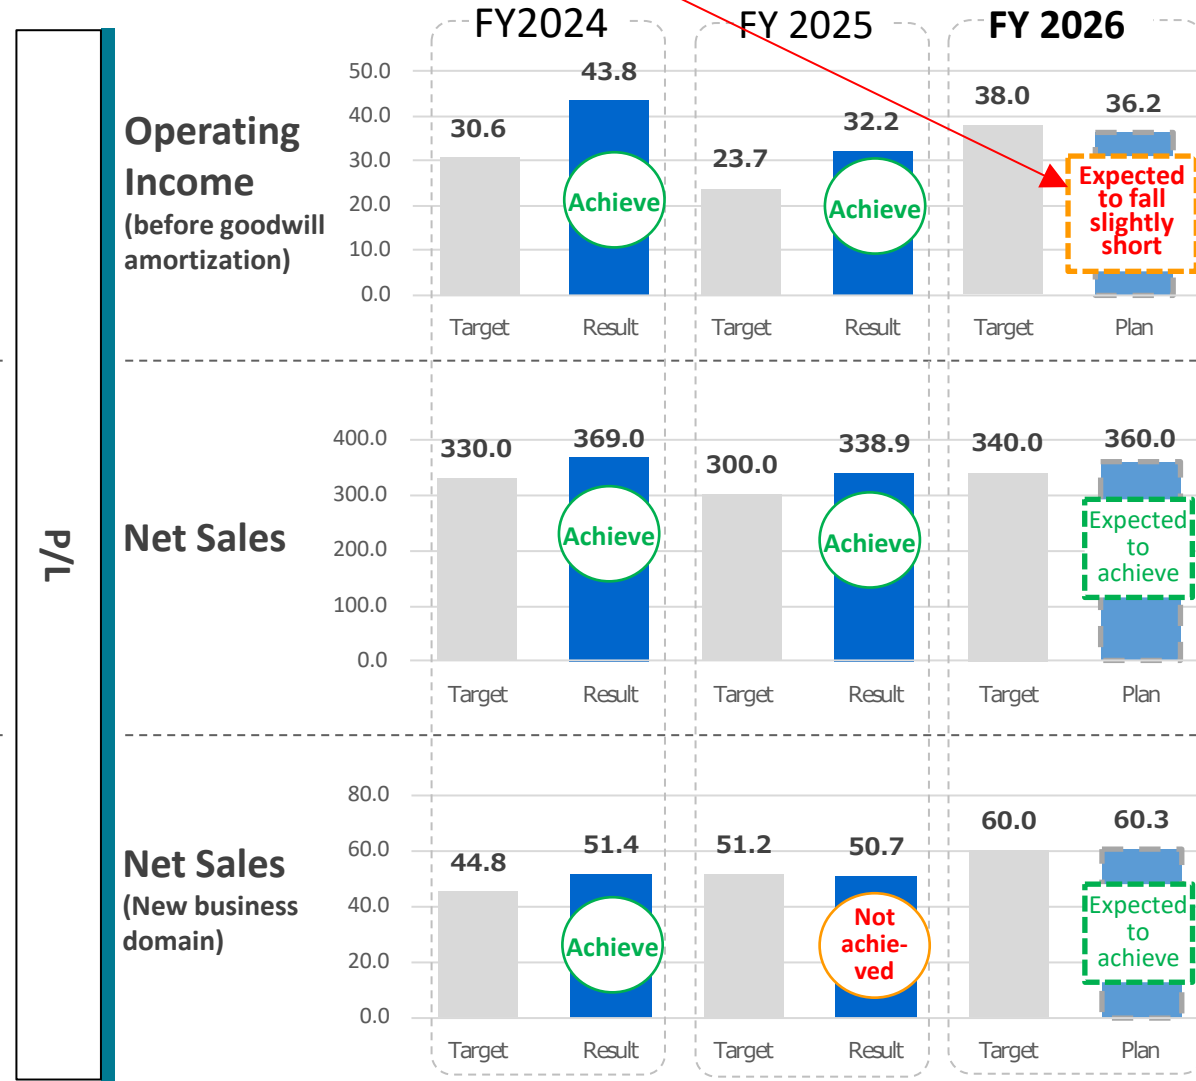 FY2024
FY 2025
FY 2026
P/L
Operating
Income
(before goodwill
amortization)
50.0
40.0
30.0
20.0
10.0
0.0
30.6
43.8
Achieve
Target
Result
23.7
32.2
Achieve
Target
Result
38.0
36.2
Expected
to fall
slightly
short
Target
Plan
Net Sales
400.0
300.0
200.0
100.0
0.0
330.0
369.0
Achieve
Target
Result
300.0
338.9
Achieve
Target
Result
340.0
360.0
Expected
to
achieve
Target
Plan
Net Sales
(New business
domain)
80.0
60.0
40.0
20.0
0.0
44.8
51.4
Achieve
Target
Result
51.2
50.7
Not
achie-
ved
Target
Result
60.0
60.3
Expected
to
achieve
Target
Plan